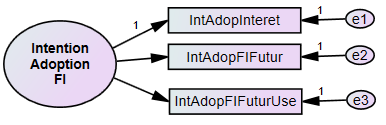 1
IntAdopInteret
1
e1
Intention
Adoption
FI
IntAdopFIFutur
1
e2
IntAdopFIFuturUse
1
e3